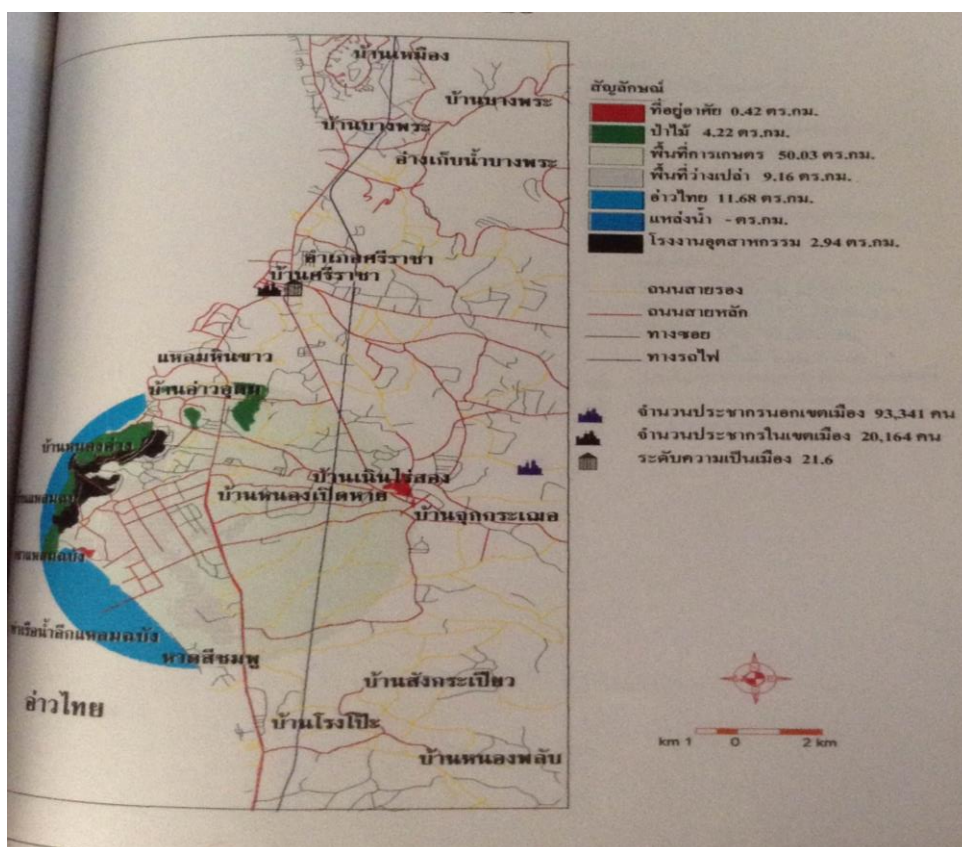 บ้านเหมือง
บ้านบางพระ
บ้านบางพระ
อ่างเก็บน้ำบางพระ
อำเภอศรีราชา
บ้านศรีราชา
แหลมหินขาว
บ้านอ่าวอุดม
บ้านเนินไร่สอง
บ้านหนองเปิดหาย
บ้านจุกกระเฌอ
แหลมฉบัง
ท่าเรือน้ำลึกแหลมฉบัง
หาดสีชมพู
อ่าวไทย
บ้านสังกระเปียว
บ้านโรงโป๊ะ
บ้านหนองพลับ
สัญลักษณ์
ที่อยู่อาศัย 0.42 ตร.กม.
ป่าไม้ 4.22 ตร.กม.
พื้นที่การเกษตร 50.03 ตร.กม.
พื้นที่ว่างเปล่า 9.16 ตร.กม.
อ่าวไทย 11.68 ตร.กม.
แหล่งน้ำ - ตร.กม.
โรงงานอุตสาหกรรม 2.94 ตร.กม.
ถนนสายรอง
ถนนสายหลัก
ทางซอย
ทางรถไฟ
จำนวนประชากรนอกเขตเมือง 93,341 คน
จำนวนประชากรในเขตเมือง 20,164 คน
ระดับความเป็นเมือง 21.6
km 1 0 2 km